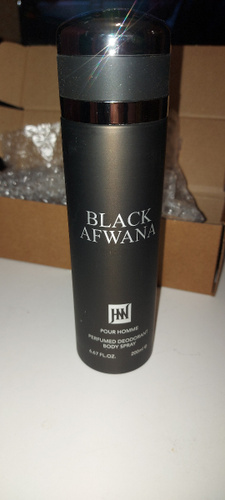 BLACK
AFWANA
POUR HOMME
PERFUMED DEODORANT
BODY SPRAY
6.67 FL.OZ. 200ml ℮